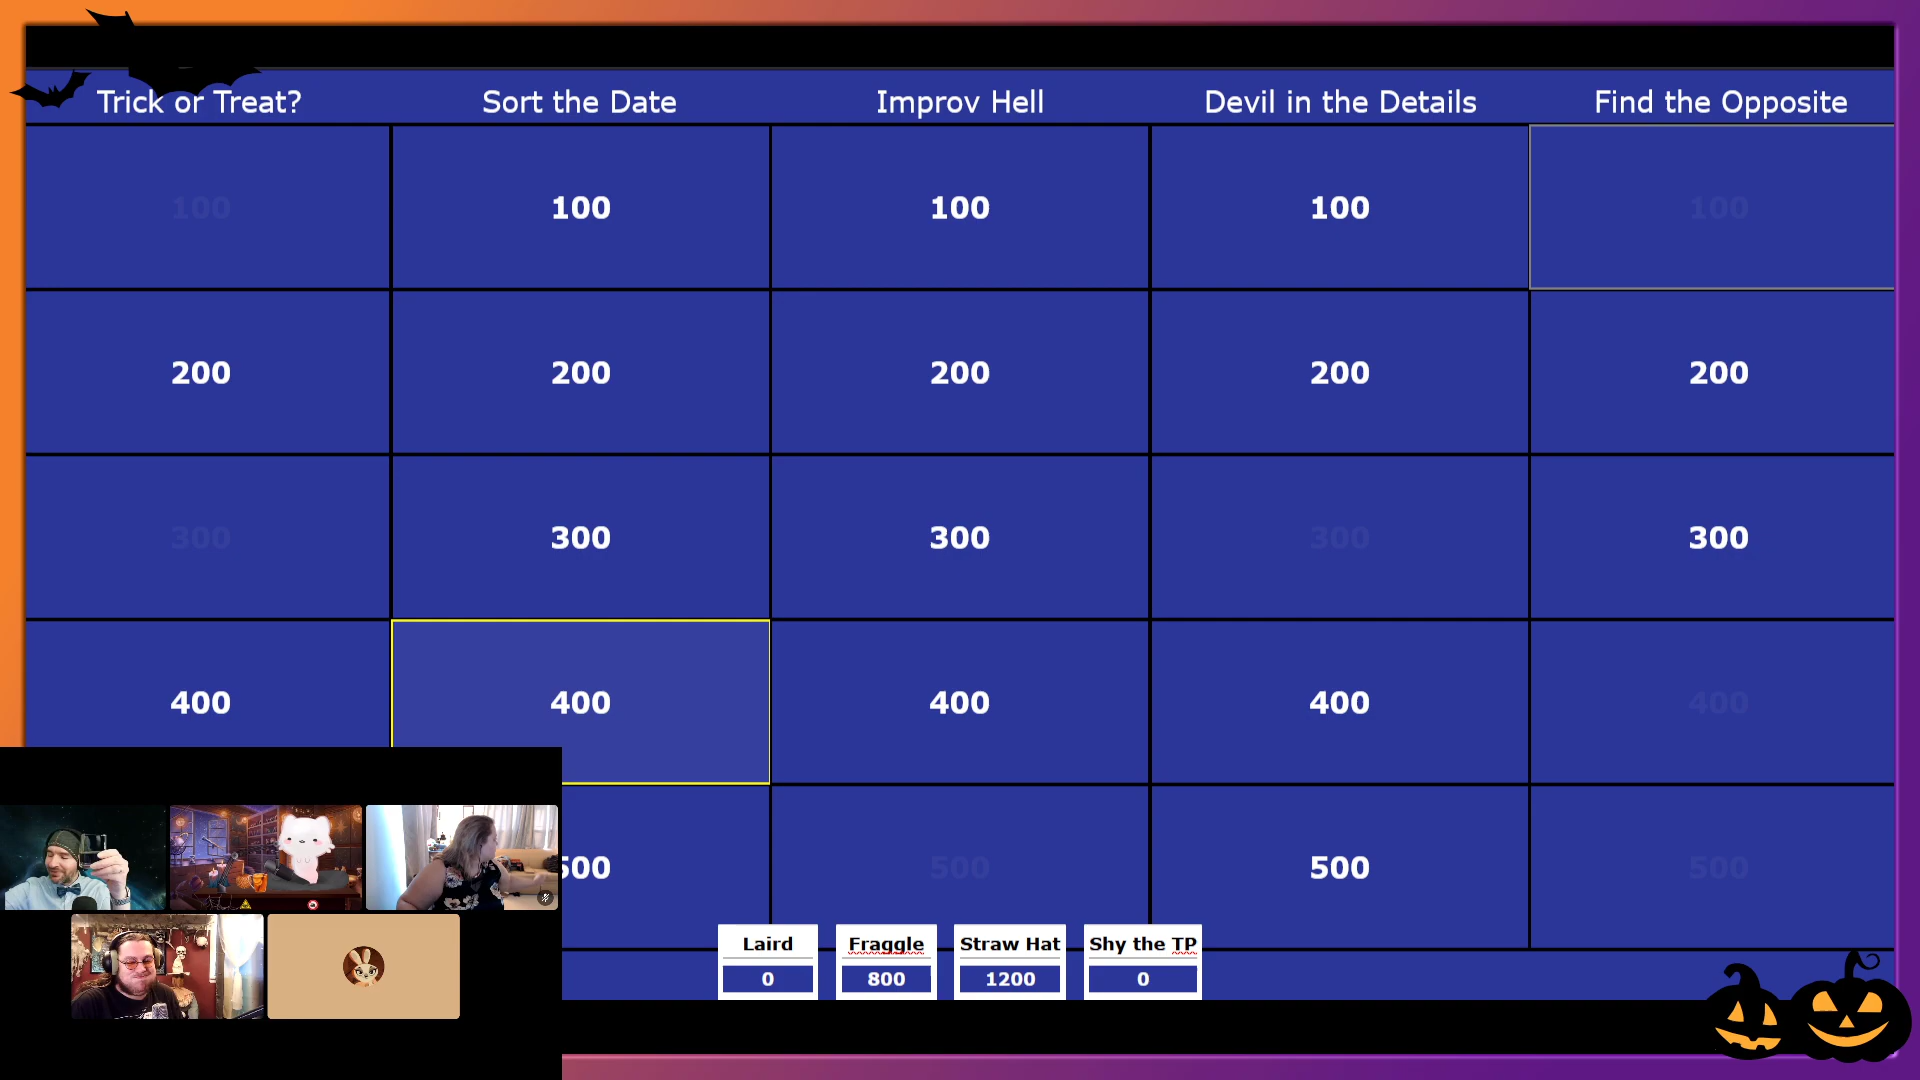 Trick or Treat? Sort the Date Improv Hell Devil in the Details Find the Opposite
100 100 100 100 100
200 200 200 200 200
300 300 300 300 300
400 400 400 400 400
500 500 500 500
Laird Fraggle Straw Hat Shy the TP
0 800 1200 0